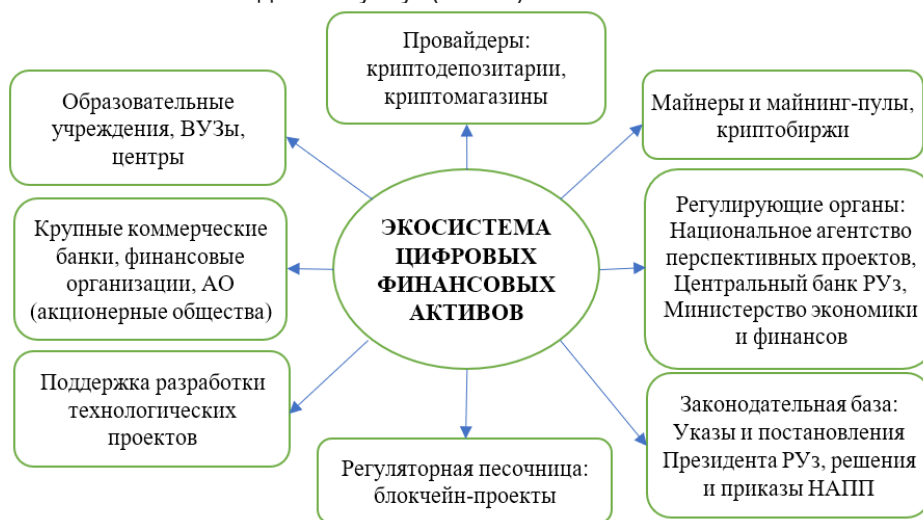 Провайдеры:
криптодепозитарии,
криптомагазины
Образовательные
учреждения, ВУЗы,
центры
Майнеры и майнинг-пулы,
криптобиржи
Крупные коммерческие
банки, финансовые
организации, АО
(акционерные общества)
ЭКОСИСТЕМА
ЦИФРОВЫХ
ФИНАНСОВЫХ
АКТИВОВ
Регулирующие органы:
Национальное агентство
перспективных проектов,
Центральный банк РУз,
Министерство экономики
и финансов
Поддержка разработки
технологических
проектов
Регуляторная песочница:
блокчейн-проекты
Законодательная база:
Указы и постановления
Президента РУз, решения
и приказы НАПП